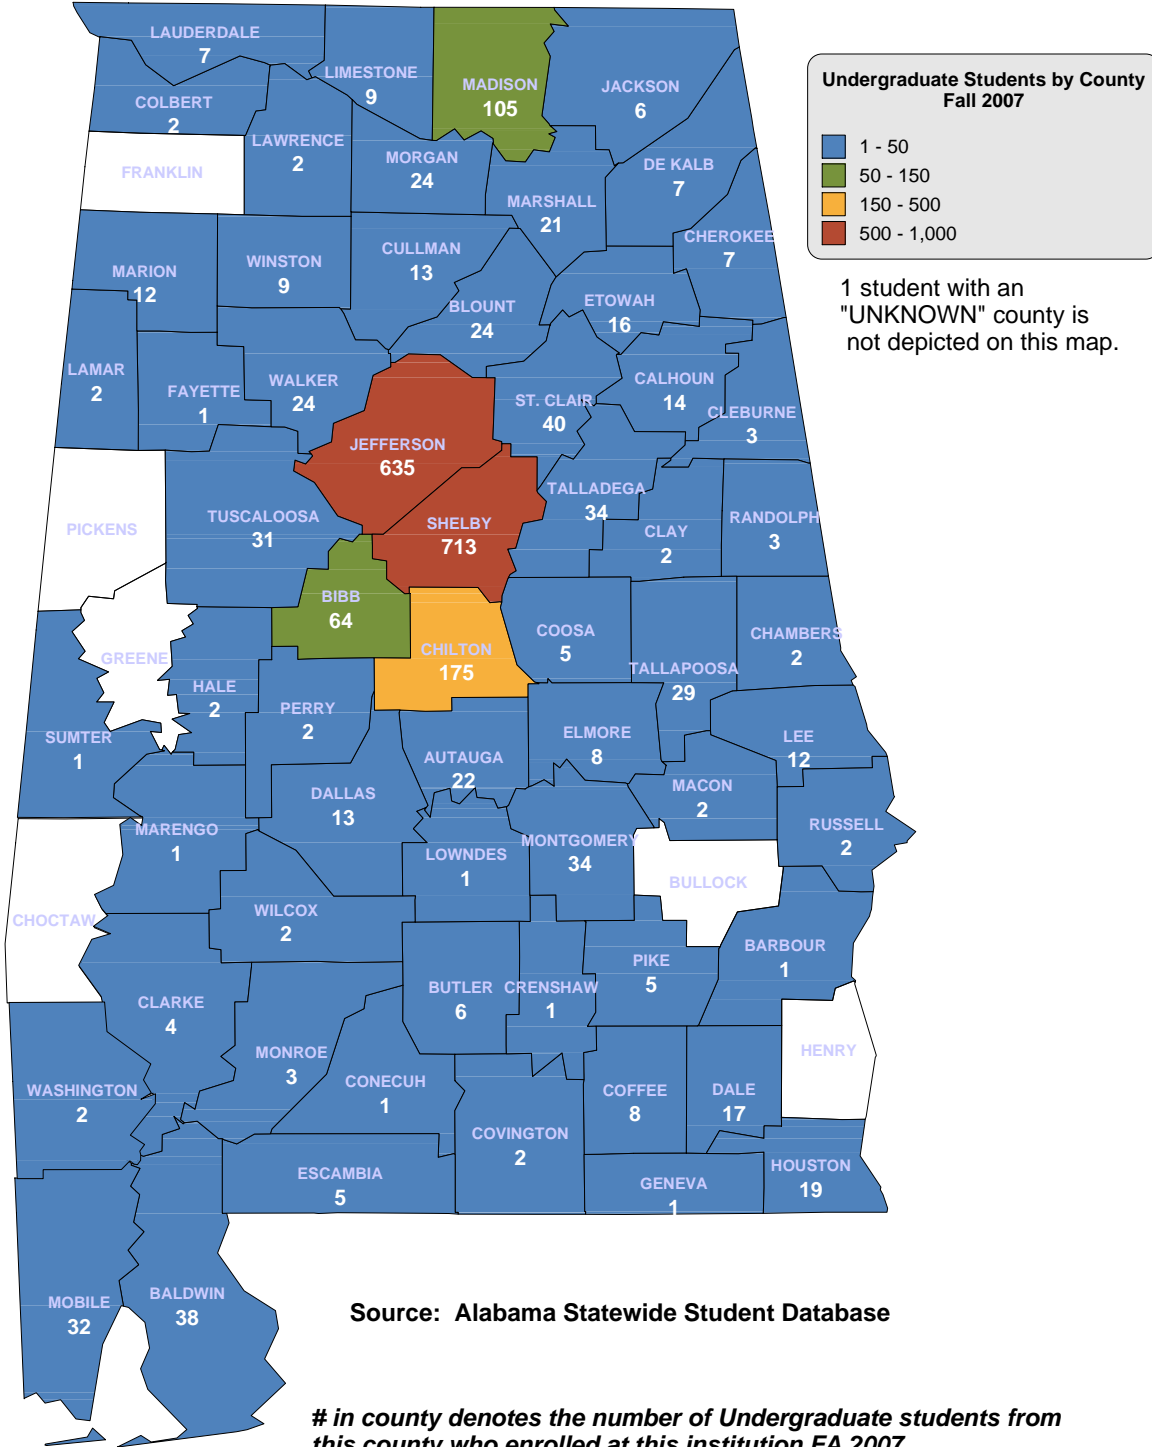 LAUDERDALE
7
LIMESTONE
9
MADISON
105
JACKSON
6
COLBERT
2
LAWRENCE
2
FRANKLIN
MORGAN
24
DE KALB
7
MARSHALL
21
CHEROKEE
7
MARION
12
WINSTON
9
CULLMAN
13
BLOUNT
24
ETOWAH
16
LAMAR
2
FAYETTE
1
WALKER
24
ST. CLAIR
40
CALHOUN
14
CLEBURNE
3
JEFFERSON
635
PICKENS
TUSCALOOSA
31
SHELBY
713
TALLADEGA
34
CLAY
2
RANDOLPH
3
BIBB
64
GREENE
HALE
2
CHILTON
175
COOSA
5
TALLAPOOSA
29
CHAMBERS
2
SUMTER
1
PERRY
2
AUTAUGA
22
ELMORE
8
LEE
12
DALLAS
13
MACON
2
RUSSELL
2
MARENGO
1
LOWNDES
1
MONTGOMERY
34
BULLOCK
CHOCTAW
WILCOX
2
BARBOUR
1
CLARKE
4
BUTLER
6
CRENSHAW
1
PIKE
5
HENRY
MONROE
3
CONECUH
1
WASHINGTON
2
COFFEE
8
DALE
17
COVINGTON
2
ESCAMBIA
5
GENEVA
1
HOUSTON
19
MOBILE
32
BALDWIN
38
Undergraduate Students by County
Fall 2007
1 - 50
50 - 150
150 - 500
500 - 1,000
1 student with an
"UNKNOWN" county is
not depicted on this map.
Source: Alabama Statewide Student Database
# in county denotes the number of Undergraduate students from
this county who enrolled at this institution FA 2007